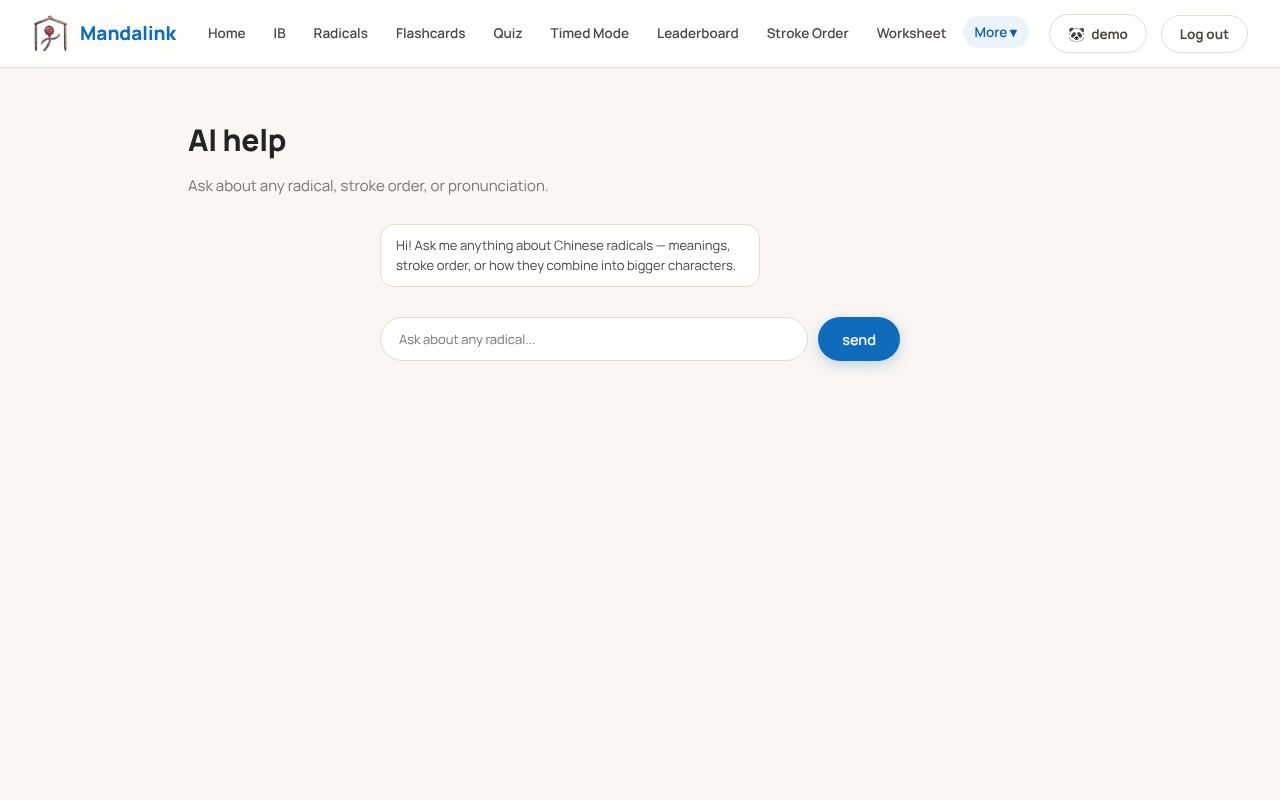 Mandalink
Home
IB
Radicals
Flashcards
Quiz
Timed Mode
Leaderboard
Stroke Order
Worksheet
More ▾
🐼 demo
Log out
AI help
Ask about any radical, stroke order, or pronunciation.
Hi! Ask me anything about Chinese radicals — meanings,
stroke order, or how they combine into bigger characters.
Ask about any radical...
send